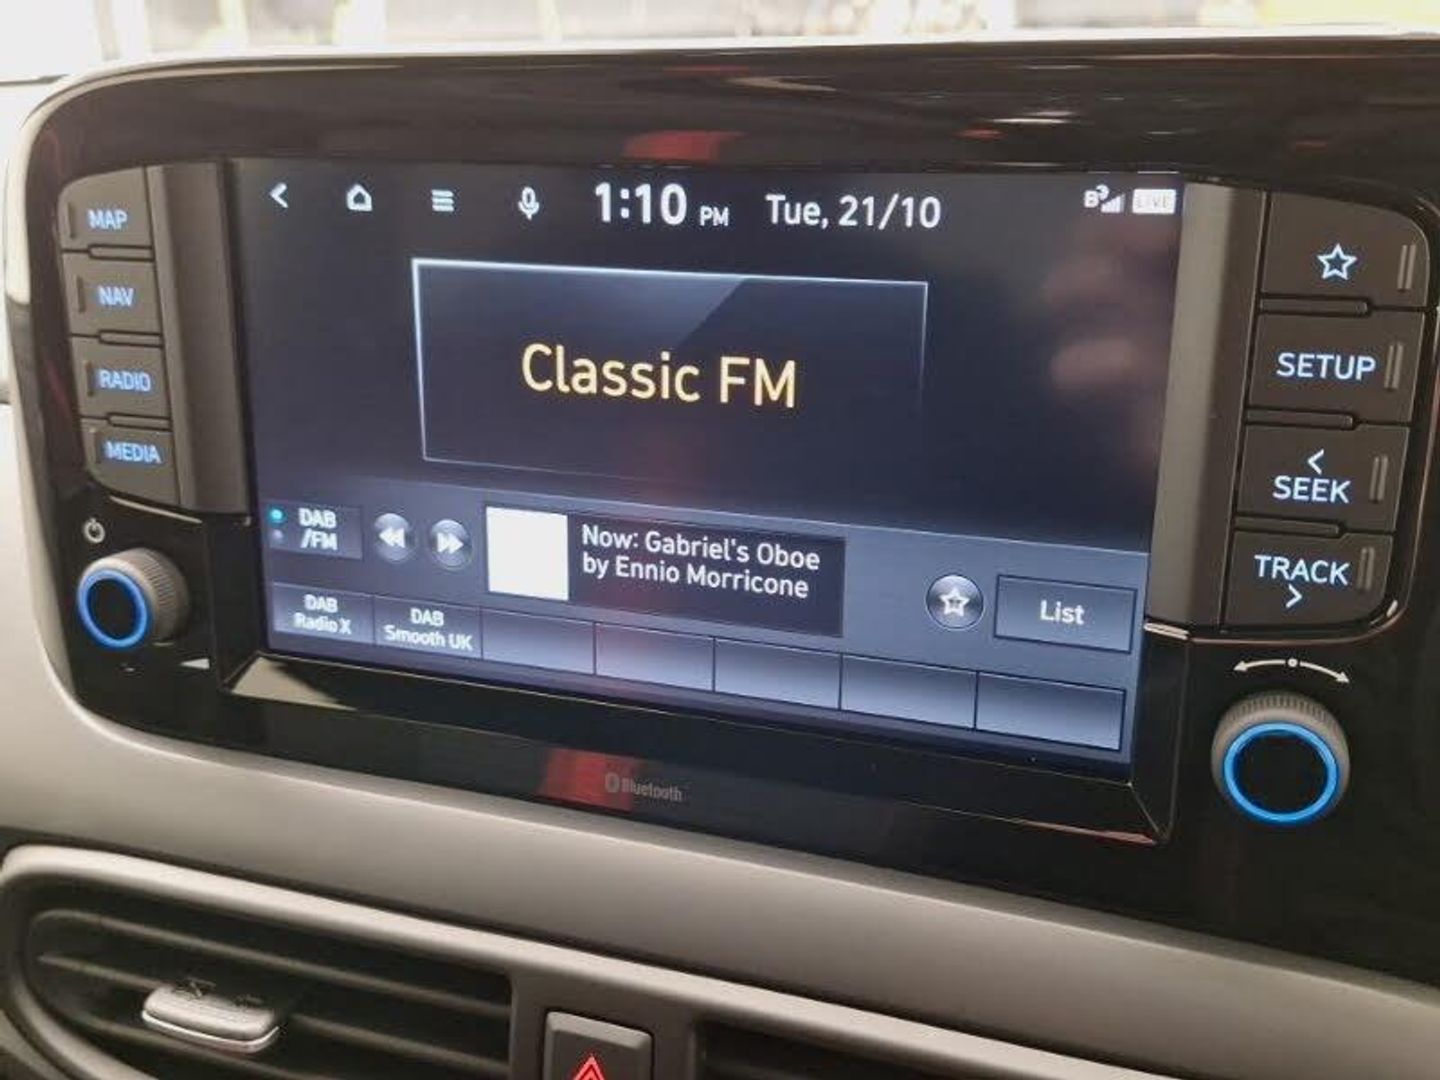 1:10 PM Tue, 21/10
LIVE
MAP
NAV
RADIO
MEDIA
Classic FM
DAB
/FM
Now: Gabriel's Oboe
by Ennio Morricone
List
DAB
Radio X
DAB
Smooth UK
SETUP
<
SEEK
TRACK
>
Bluetooth